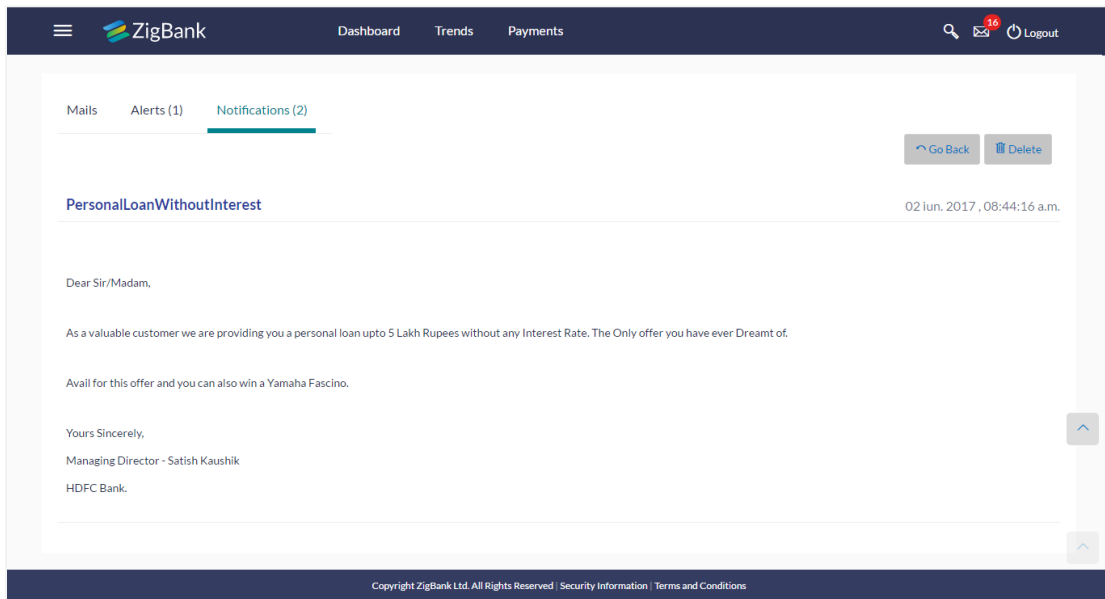 ZigBank Dashboard Trends Payments 16 Logout
Mails Alerts (1) Notifications (2)
Go Back Delete
PersonalLoanWithoutInterest 02 iun. 2017 , 08:44:16 a.m.
Dear Sir/Madam,
As a valuable customer we are providing you a personal loan upto 5 Lakh Rupees without any Interest Rate. The Only offer you have ever Dreamt of.
Avail for this offer and you can also win a Yamaha Fascino.
Yours Sincerely,
Managing Director - Satish Kaushik
HDFC Bank.
Copyright ZigBank Ltd. All Rights Reserved | Security Information | Terms and Conditions